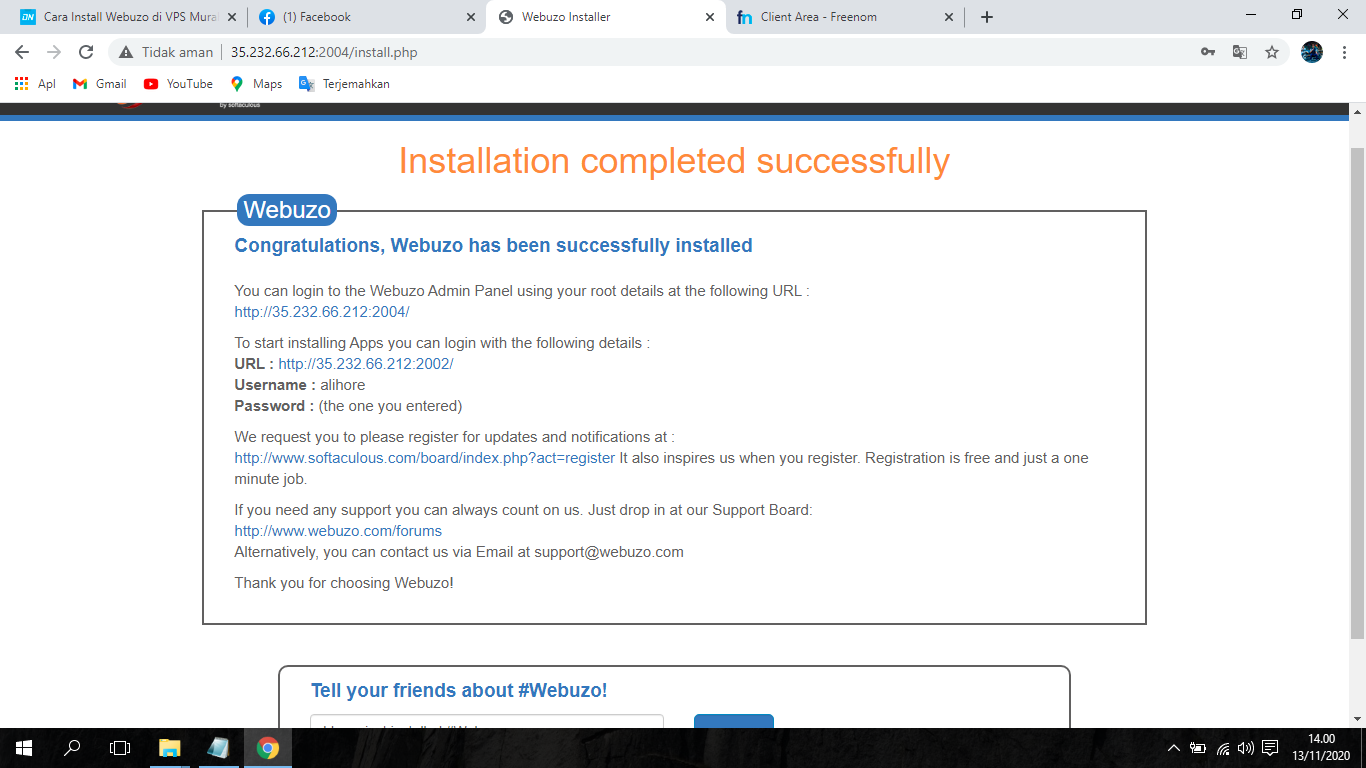 Cara Install Webuzo di VPS Mura
(1) Facebook
Webuzo Installer
Client Area - Freenom
Tidak aman
35.232.66.212:2004/install.php
Apl
Gmail
YouTube
Maps
Terjemahkan
by softaculous
Installation completed successfully
Webuzo
Congratulations, Webuzo has been successfully installed
You can login to the Webuzo Admin Panel using your root details at the following URL :
http://35.232.66.212:2004/
To start installing Apps you can login with the following details :
URL : http://35.232.66.212:2002/
Username : alihore
Password : (the one you entered)
We request you to please register for updates and notifications at :
http://www.softaculous.com/board/index.php?act=register It also inspires us when you register. Registration is free and just a one
minute job.
If you need any support you can always count on us. Just drop in at our Support Board:
http://www.webuzo.com/forums
Alternatively, you can contact us via Email at support@webuzo.com
Thank you for choosing Webuzo!
Tell your friends about #Webuzo!
14.00
13/11/2020